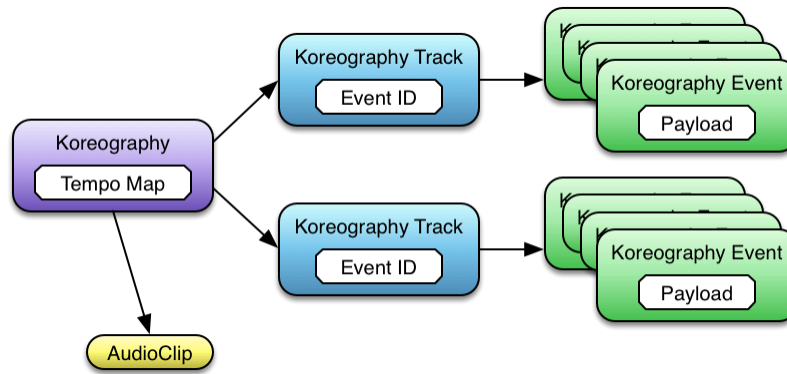 Koreography Track
Event ID
Koreography Event
Payload
Koreography
Tempo Map
Koreography Track
Event ID
Koreography Event
Payload
AudioClip